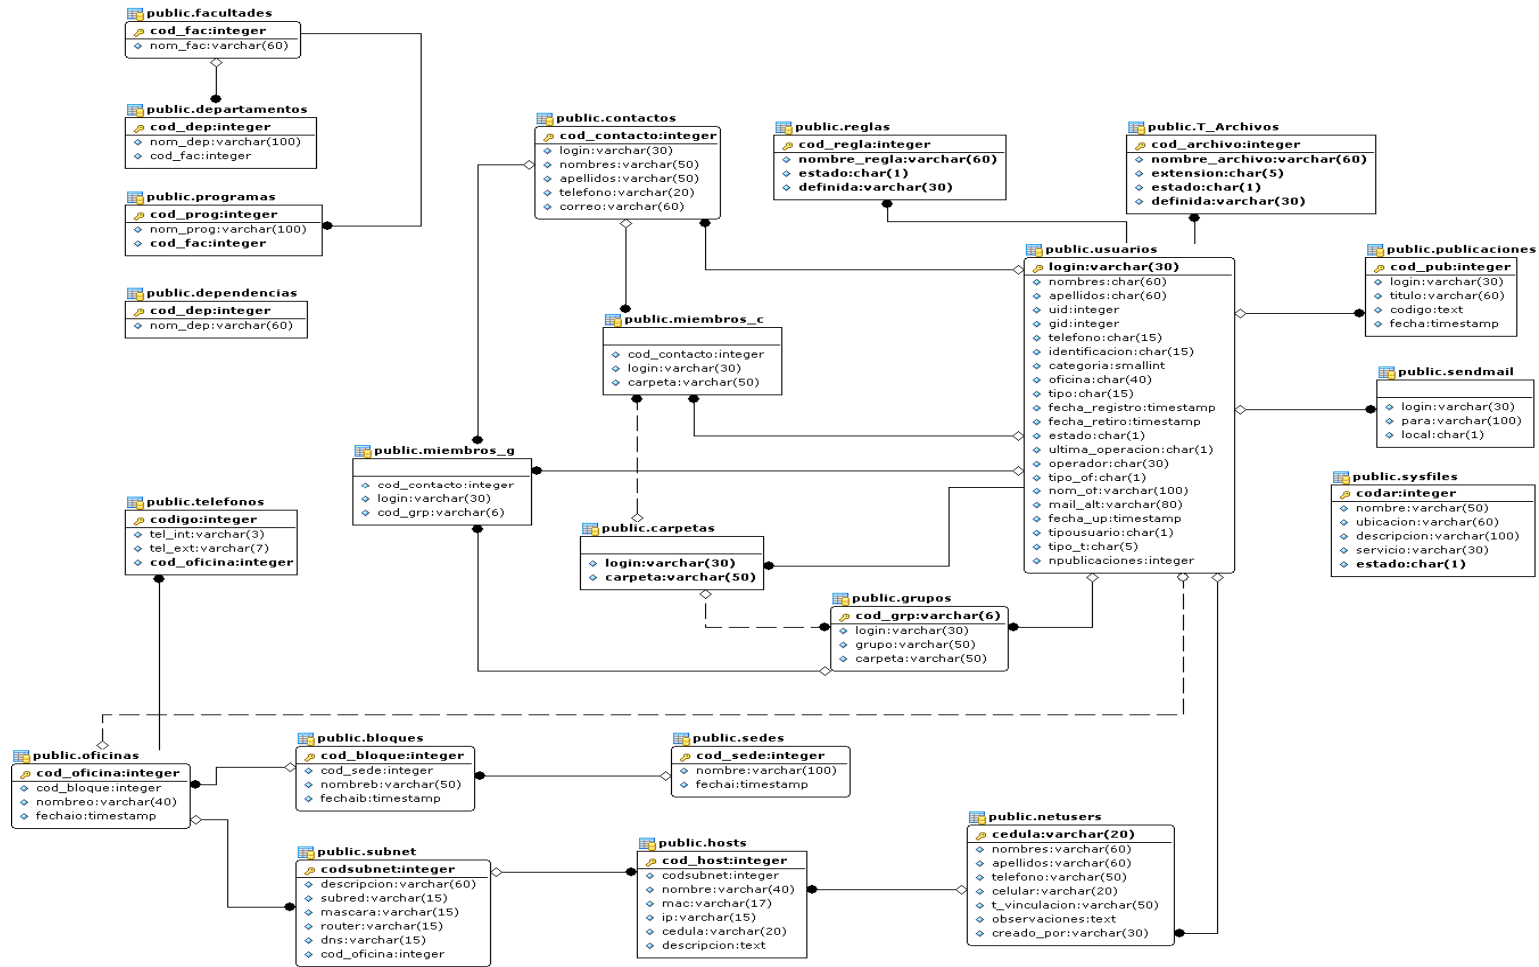 public.facultades
cod_fac:integer
nom_fac:varchar(60)
public.departamentos
cod_dep:integer
nom_dep:varchar(100)
cod_fac:integer
public.programas
cod_prog:integer
nom_prog:varchar(100)
cod_fac:integer
public.dependencias
cod_dep:integer
nom_dep:varchar(60)
public.contactos
cod_contacto:integer
login:varchar(30)
nombres:varchar(50)
apellidos:varchar(50)
telefono:varchar(20)
correo:varchar(60)
public.reglas
cod_regla:integer
nombre_regla:varchar(60)
estado:char(1)
definida:varchar(30)
public.T_Archivos
cod_archivo:integer
nombre_archivo:varchar(60)
extension:char(5)
estado:char(1)
definida:varchar(30)
public.usuarios
login:varchar(30)
nombres:char(60)
apellidos:char(60)
uid:integer
gid:integer
telefono:char(15)
identificacion:char(15)
categoria:smallint
oficina:char(40)
tipo:char(15)
fecha_registro:timestamp
fecha_retiro:timestamp
estado:char(1)
ultima_operacion:char(1)
operador:char(30)
tipo_of:char(1)
nom_of:varchar(100)
mail_alt:varchar(80)
fecha_up:timestamp
tipousuario:char(1)
tipo_t:char(5)
npublicaciones:integer
public.publicaciones
cod_pub:integer
login:varchar(30)
titulo:varchar(60)
codigo:text
fecha:timestamp
public.sendmail
login:varchar(30)
para:varchar(100)
local:char(1)
public.sysfiles
codar:integer
nombre:varchar(50)
ubicacion:varchar(60)
descripcion:varchar(100)
servicio:varchar(30)
estado:char(1)
public.miembros_c
cod_contacto:integer
login:varchar(30)
carpeta:varchar(50)
public.miembros_g
cod_contacto:integer
login:varchar(30)
cod_grp:varchar(6)
public.telefonos
codigo:integer
tel_int:varchar(3)
tel_ext:varchar(7)
cod_oficina:integer
public.carpetas
login:varchar(30)
carpeta:varchar(50)
public.grupos
cod_grp:varchar(6)
login:varchar(30)
grupo:varchar(50)
carpeta:varchar(50)
public.oficinas
cod_oficina:integer
cod_bloque:integer
nombreo:varchar(40)
fechaio:timestamp
public.bloques
cod_bloque:integer
cod_sede:integer
nombreb:varchar(50)
fechaib:timestamp
public.sedes
cod_sede:integer
nombre:varchar(100)
fechai:timestamp
public.subnet
codsubnet:integer
descripcion:varchar(60)
subred:varchar(15)
mascara:varchar(15)
router:varchar(15)
dns:varchar(15)
cod_oficina:integer
public.hosts
cod_host:integer
codsubnet:integer
nombre:varchar(40)
mac:varchar(17)
ip:varchar(15)
cedula:varchar(20)
descripcion:text
public.netusers
cedula:varchar(20)
nombres:varchar(60)
apellidos:varchar(60)
telefono:varchar(50)
celular:varchar(20)
t_vinculacion:varchar(50)
observaciones:text
creado_por:varchar(30)